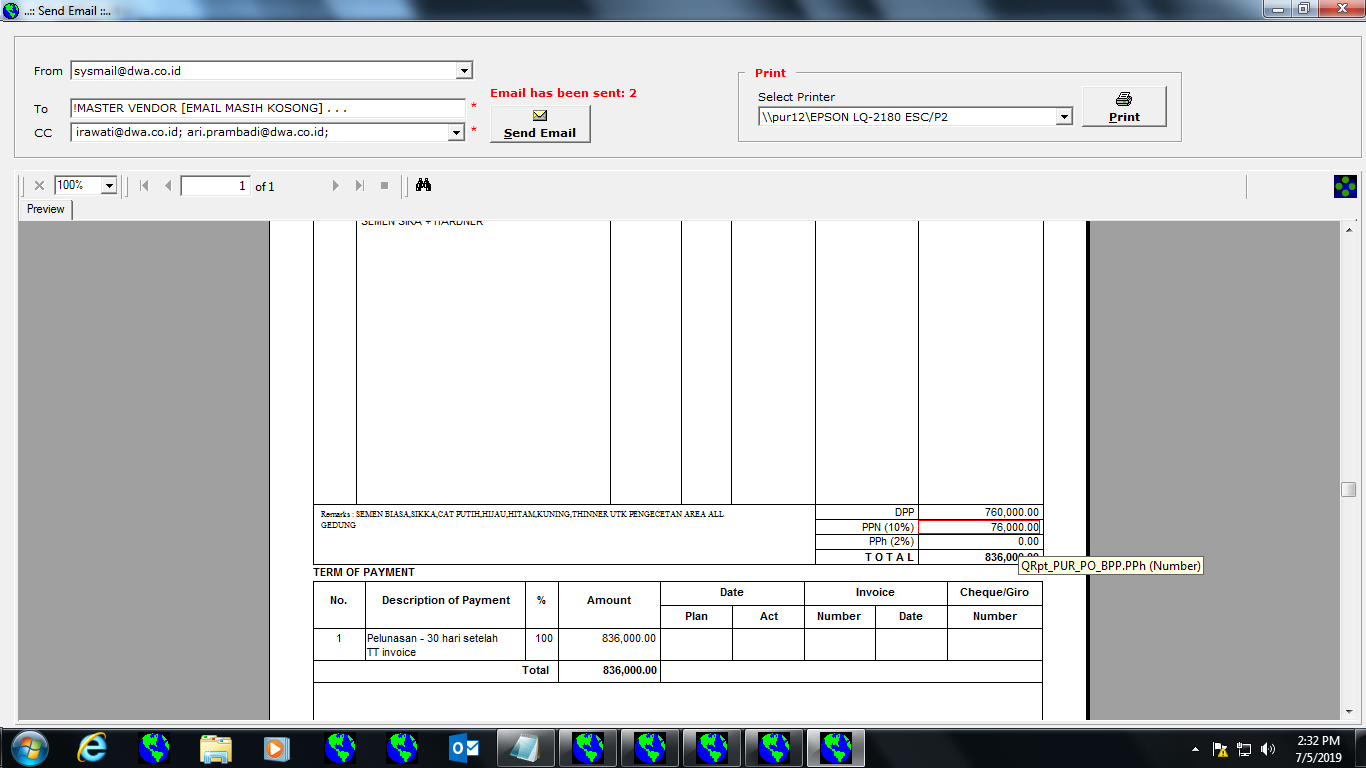 ..:: Send Email ::..
From
sysmail@dwa.co.id
To
!MASTER VENDOR [EMAIL MASIH KOSONG] . . .
*
CC
irawati@dwa.co.id; ari.prambadi@dwa.co.id;
*
Email has been sent: 2
Send Email
Print
Select Printer
\\pur12\EPSON LQ-2180 ESC/P2
Print
100%
1
of 1
Preview
SEMEN SIKA + HARDNER
Remarks : SEMEN BIASA,SIKKA,CAT PUTIH,HIJAU,HITAM,KUNING,THINNER UTK PENGECETAN AREA ALL
GEDUNG
DPP 760,000.00
PPN (10%) 76,000.00
PPh (2%) 0.00
T O T A L 836,000.00
QRpt_PUR_PO_BPP.PPh (Number)
TERM OF PAYMENT
No. Description of Payment % Amount Date Invoice Cheque/Giro
Plan Act Number Date Number
1 Pelunasan - 30 hari setelah 100 836,000.00
TT invoice
Total 836,000.00
2:32 PM
7/5/2019